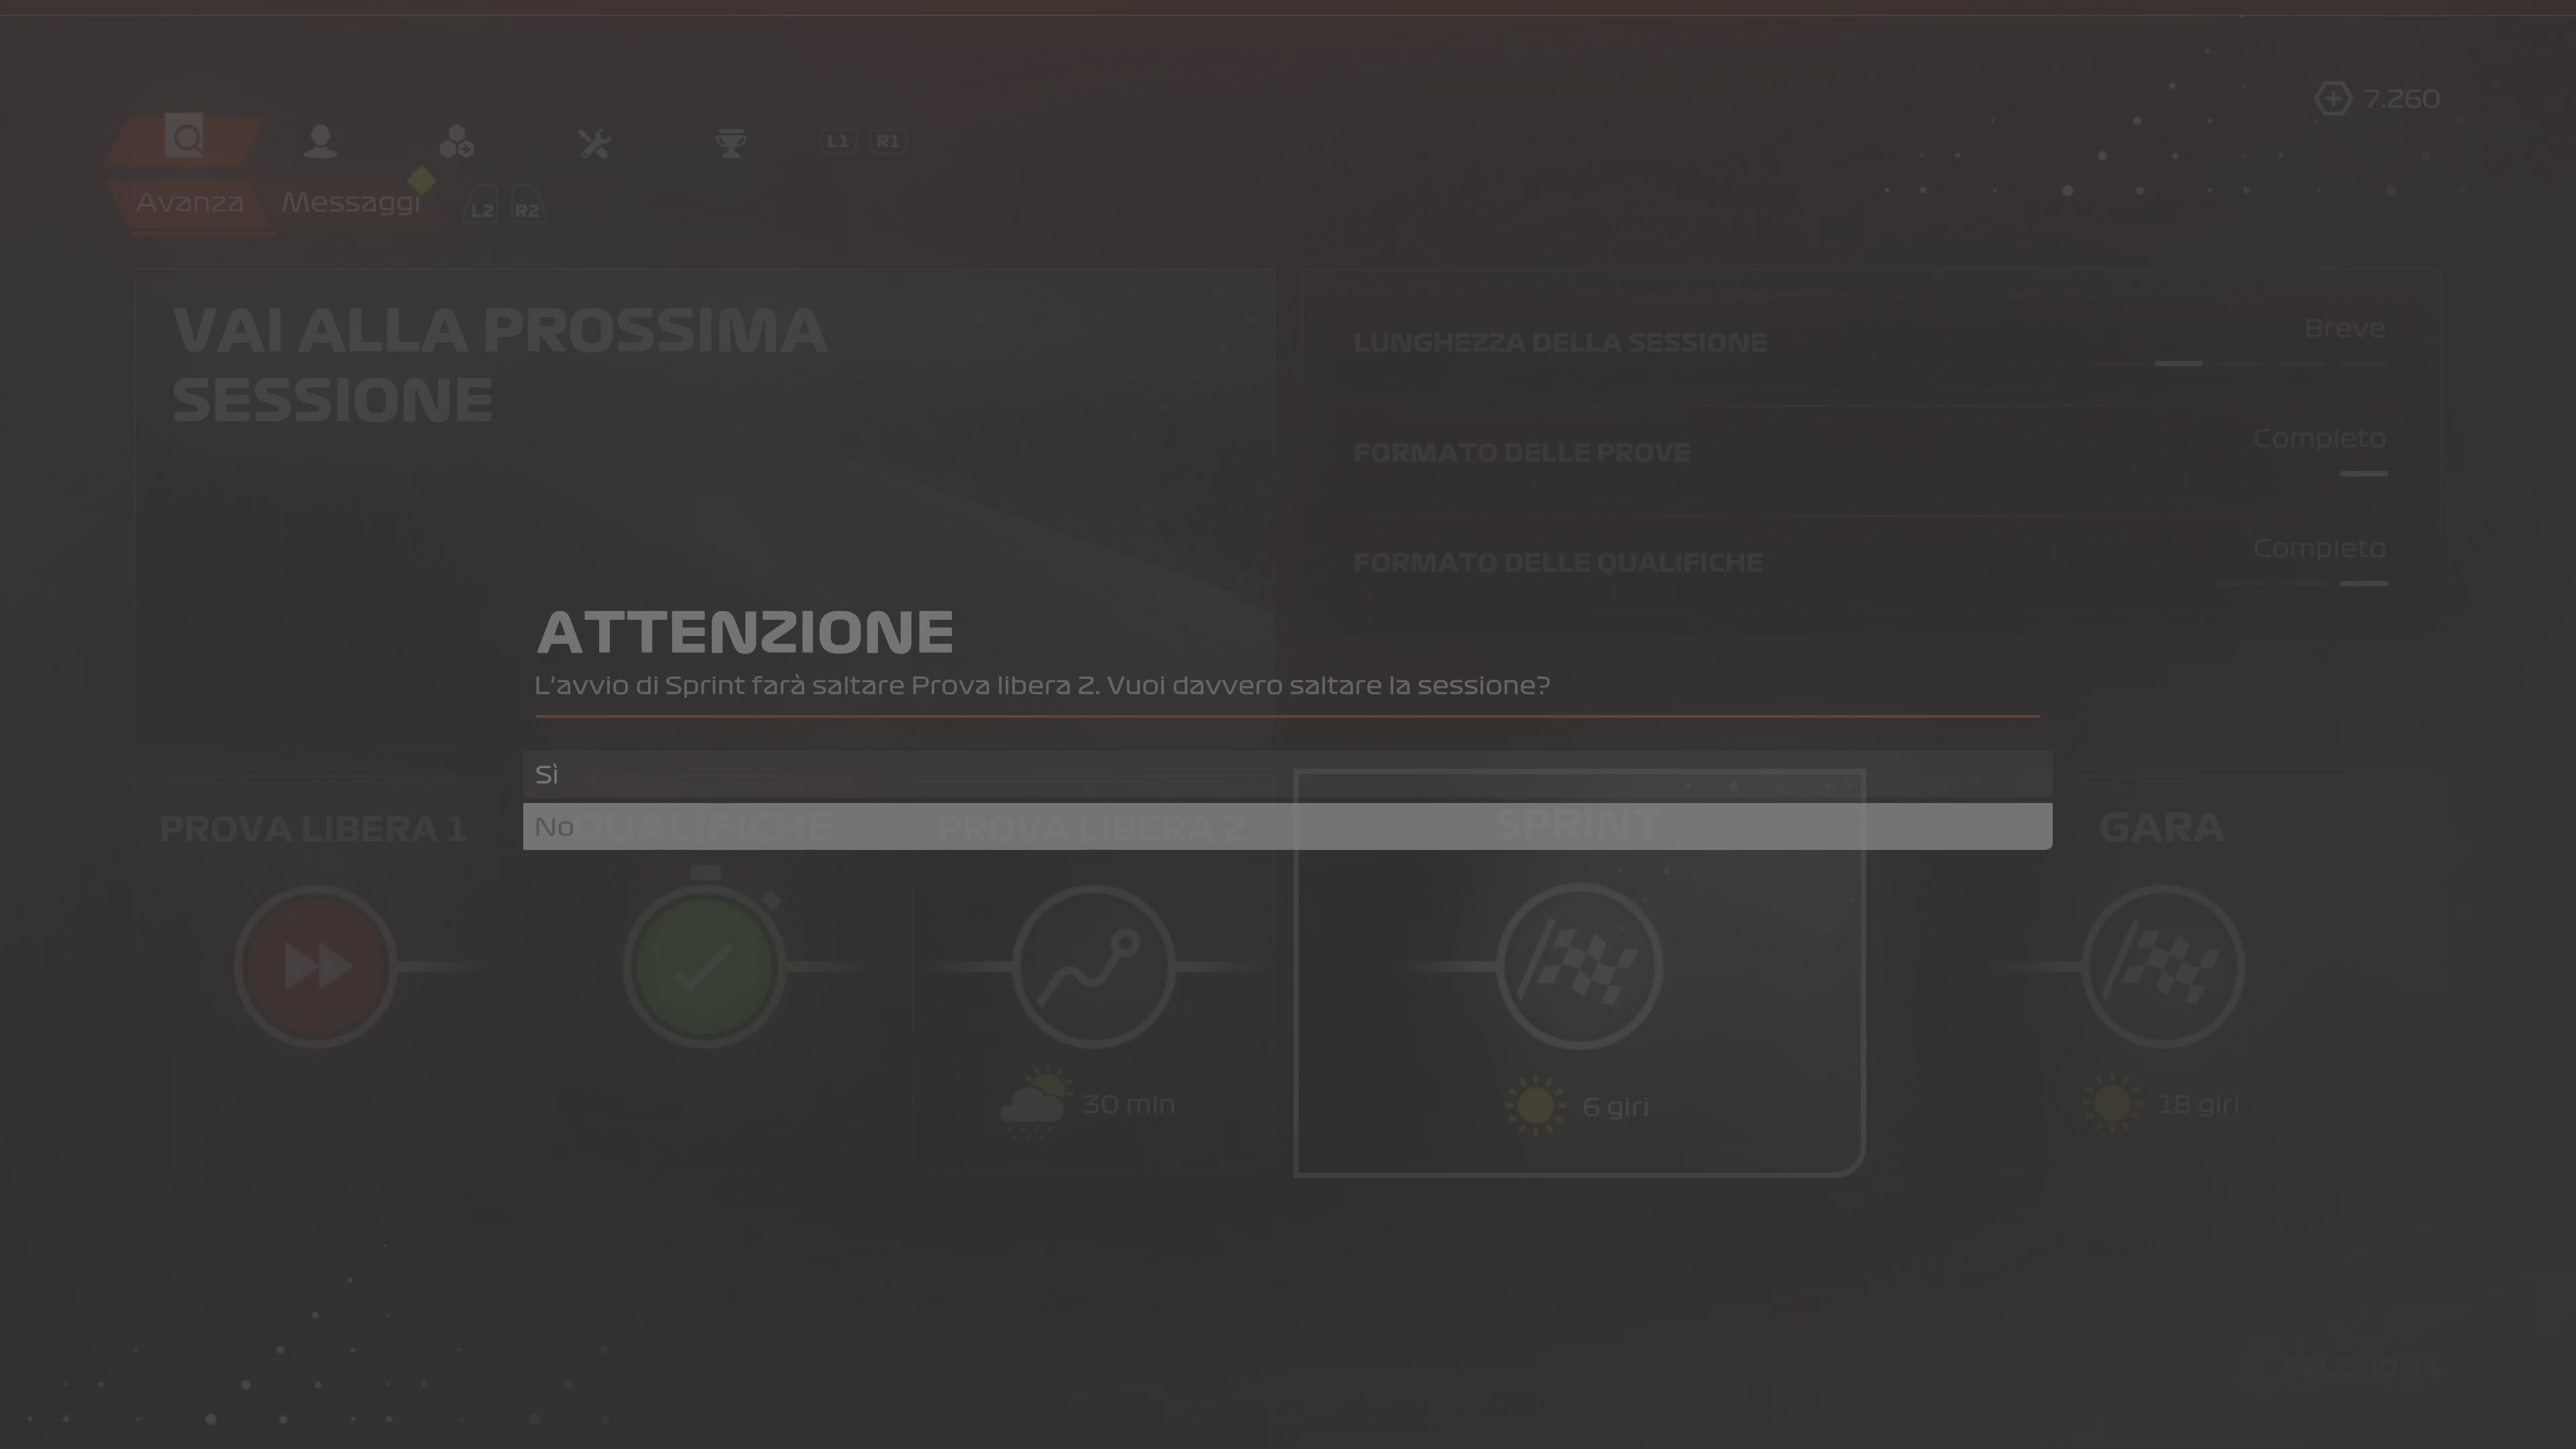 7.260
L1 R1
Avanza Messaggi L2 R2
VAI ALLA PROSSIMA
SESSIONE
LUNGHEZZA DELLA SESSIONE
Breve
FORMATO DELLE PROVE
Completo
FORMATO DELLE QUALIFICHE
Completo
ATTENZIONE
L'avvio di Sprint farà saltare Prova libera 2. Vuoi davvero saltare la sessione?
Sì
No
PROVA LIBERA 1
QUALIFICHE
PROVA LIBERA 2
30 min
SPRINT
6 giri
GARA
18 giri
SELEZIONA